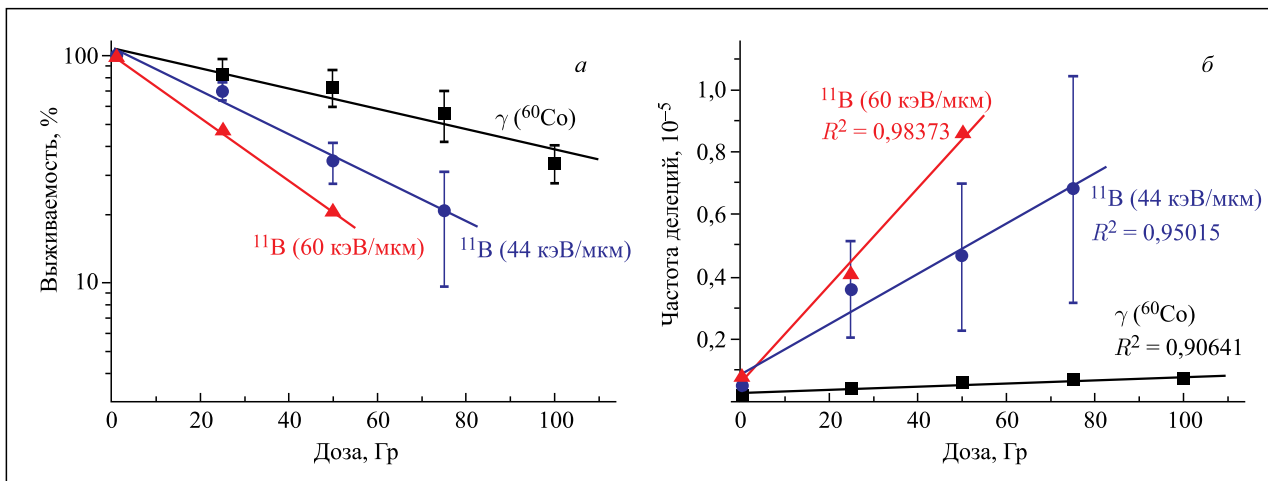 а
100
10
Выживаемость, %
γ (⁶⁰Co)
¹¹B (60 кэВ/мкм)
¹¹B (44 кэВ/мкм)
0 20 40 60 80 100
Доза, Гр
б
1,0
0,8
0,6
0,4
0,2
Частота делеций, 10⁻⁵
¹¹B (60 кэВ/мкм)
R² = 0,98373
¹¹B (44 кэВ/мкм)
R² = 0,95015
γ (⁶⁰Co)
R² = 0,90641
0 20 40 60 80 100
Доза, Гр